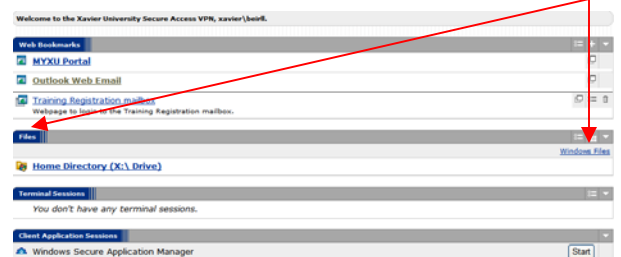 Welcome to the Xavier University Secure Access VPN, xavier\beirll.
Web Bookmarks
MYXU Portal
Outlook Web Email
Training Registration mailbox
Webpage to login to the Training Registration mailbox.
Files
Windows Files
Home Directory (X:\ Drive)
Terminal Sessions
You don't have any terminal sessions.
Client Application Sessions
Windows Secure Application Manager
Start